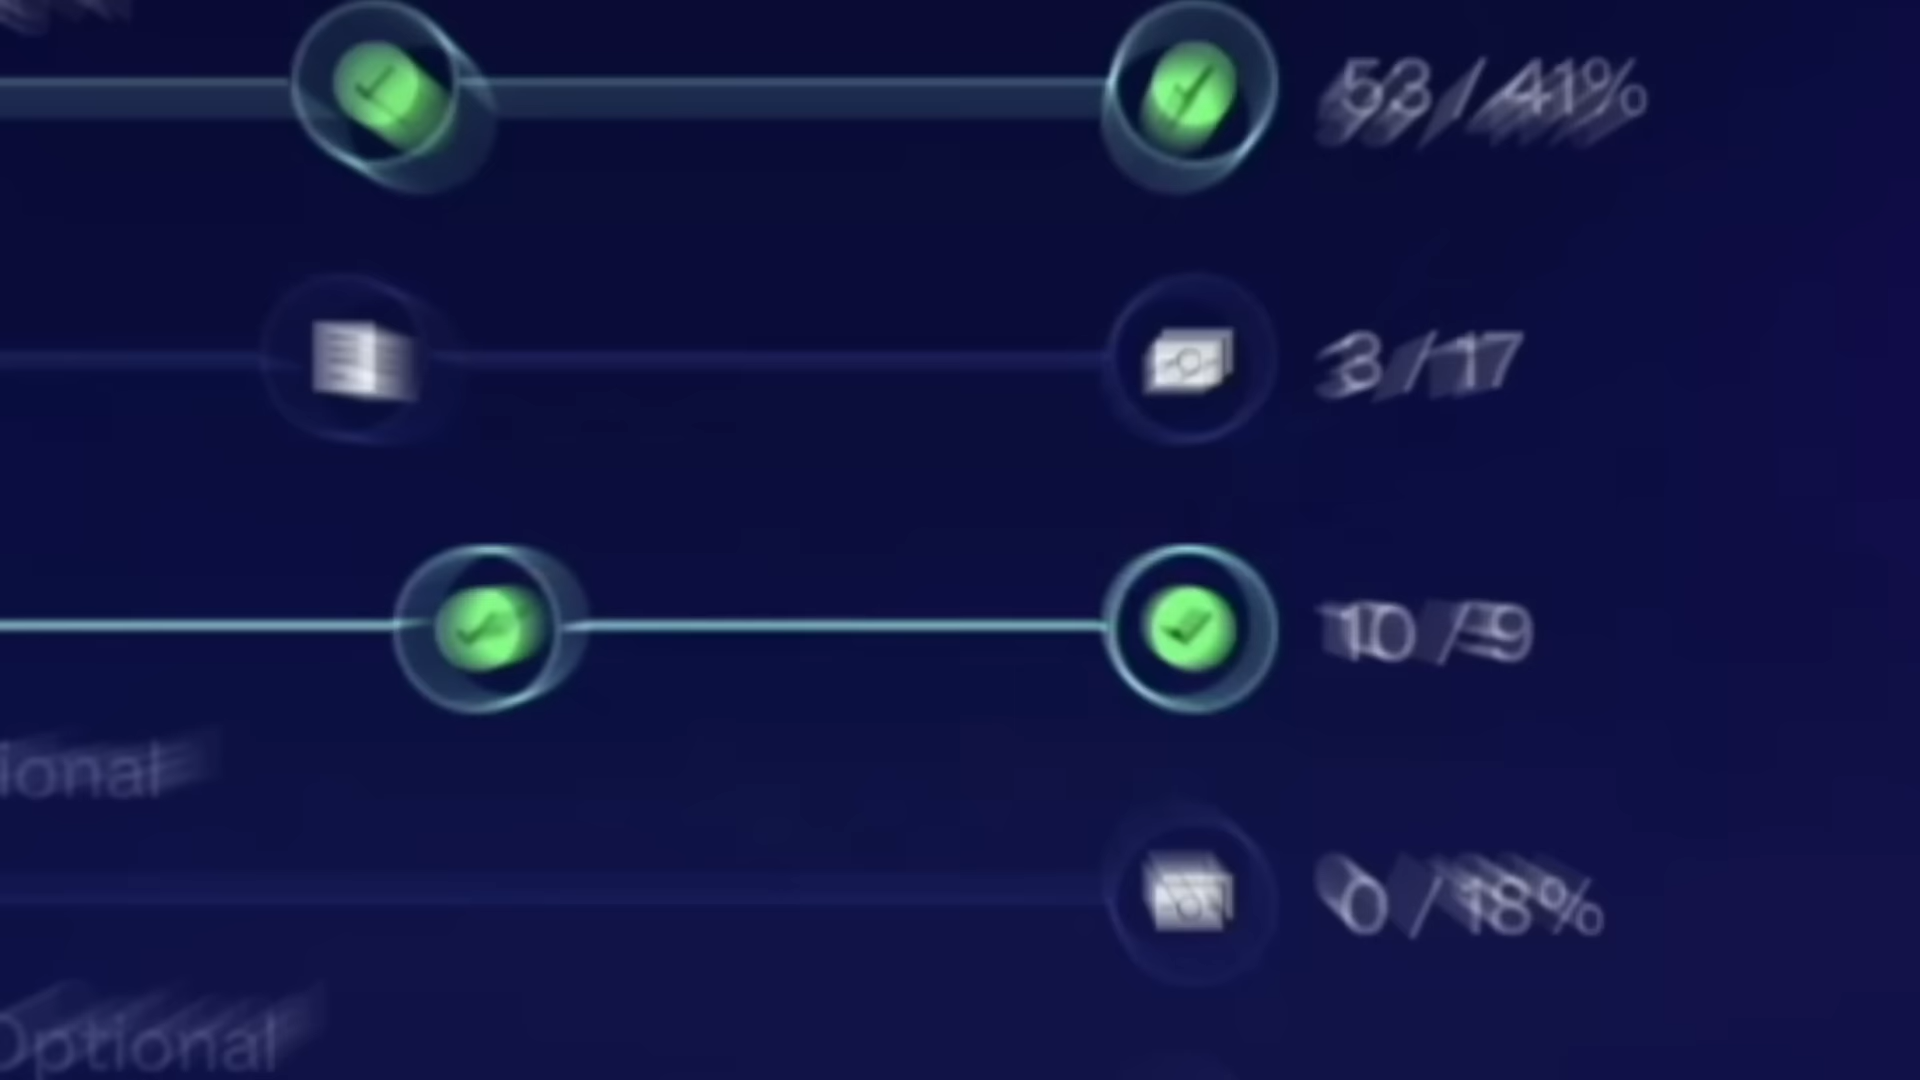 53 / 41%
3 / 17
10 / 9
ional
0 / 18%
Optional